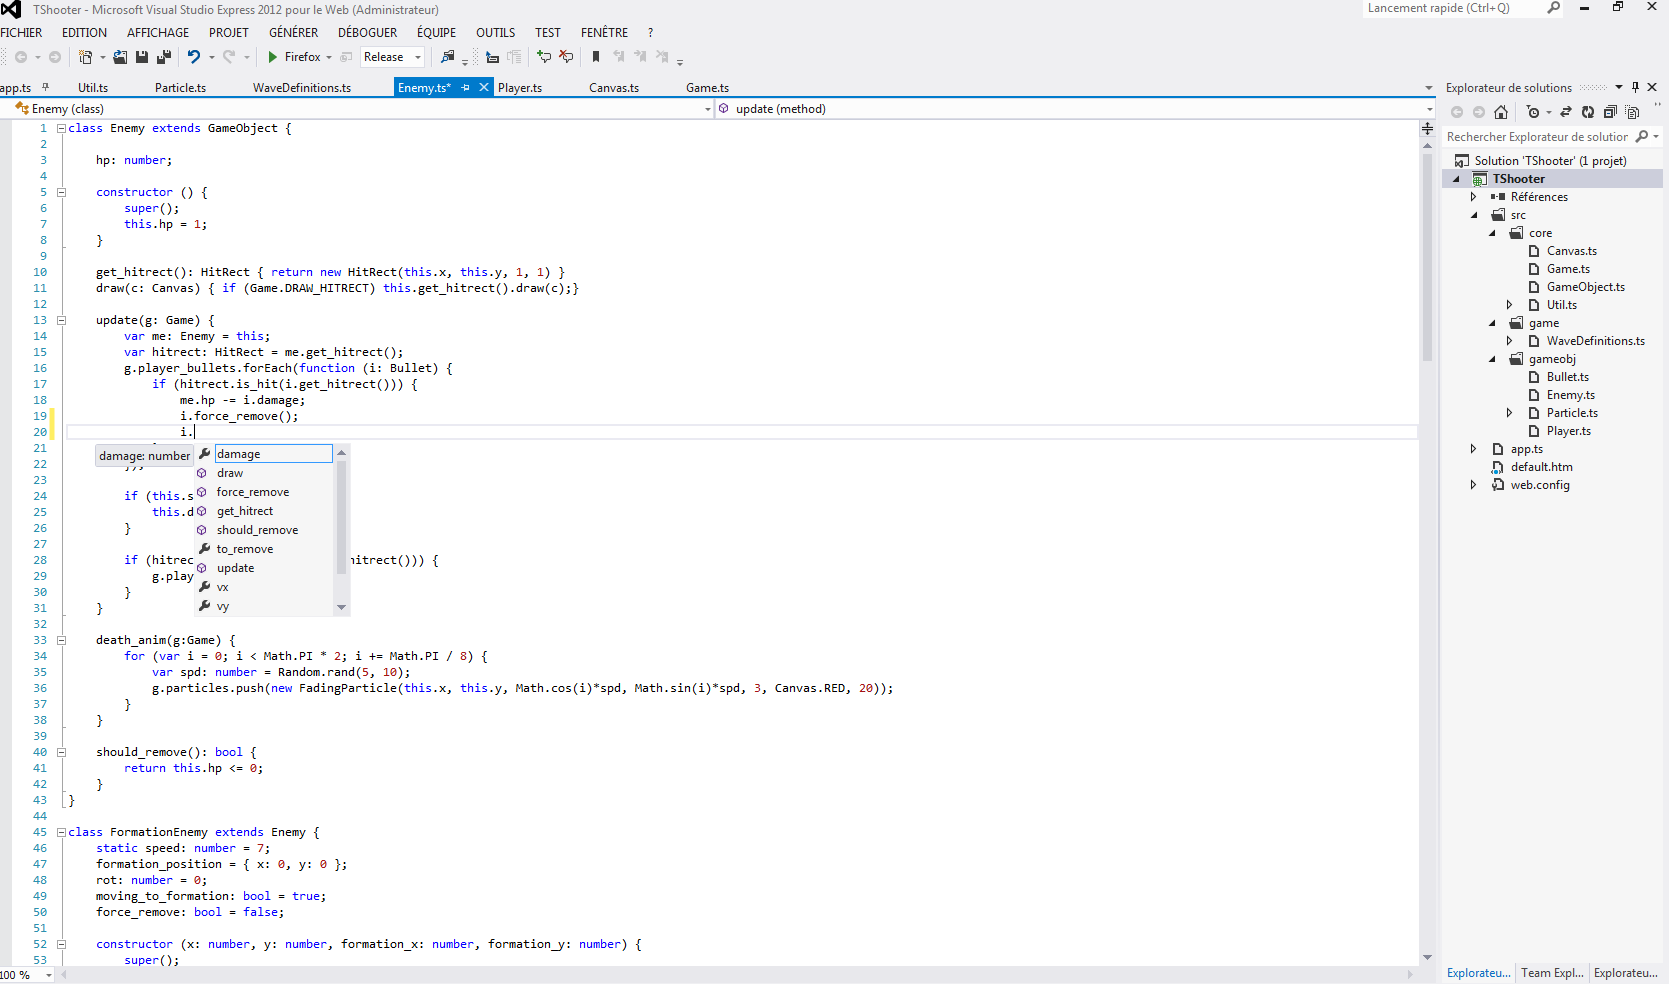 TShooter - Microsoft Visual Studio Express 2012 pour le Web (Administrateur)
Lancement rapide (Ctrl+Q)
FICHIER EDITION AFFICHAGE PROJET GÉNÉRER DÉBOGUER ÉQUIPE OUTILS TEST FENÊTRE ?
Firefox Release
app.ts Util.ts Particle.ts WaveDefinitions.ts Enemy.ts* Player.ts Canvas.ts Game.ts
Enemy (class) update (method)
1 class Enemy extends GameObject {
2
3 hp: number;
4
5 constructor () {
6 super();
7 this.hp = 1;
8 }
9
10 get_hitrect(): HitRect { return new HitRect(this.x, this.y, 1, 1) }
11 draw(c: Canvas) { if (Game.DRAW_HITRECT) this.get_hitrect().draw(c);}
12
13 update(g: Game) {
14 var me: Enemy = this;
15 var hitrect: HitRect = me.get_hitrect();
16 g.player_bullets.forEach(function (i: Bullet) {
17 if (hitrect.is_hit(i.get_hitrect())) {
18 me.hp -= i.damage;
19 i.force_remove();
20 i.
21
22 });
23
24 if (this.s
25 this.d
26 }
27
28 if (hitrec hitrect())) {
29 g.play
30 }
31 }
32
33 death_anim(g:Game) {
34 for (var i = 0; i < Math.PI * 2; i += Math.PI / 8) {
35 var spd: number = Random.rand(5, 10);
36 g.particles.push(new FadingParticle(this.x, this.y, Math.cos(i)*spd, Math.sin(i)*spd, 3, Canvas.RED, 20));
37 }
38 }
39
40 should_remove(): bool {
41 return this.hp <= 0;
42 }
43 }
44
45 class FormationEnemy extends Enemy {
46 static speed: number = 7;
47 formation_position = { x: 0, y: 0 };
48 rot: number = 0;
49 moving_to_formation: bool = true;
50 force_remove: bool = false;
51
52 constructor (x: number, y: number, formation_x: number, formation_y: number) {
53 super();
damage: number
damage
draw
force_remove
get_hitrect
should_remove
to_remove
update
vx
vy
100 %
Explorateur de solutions
Rechercher Explorateur de solution
Solution 'TShooter' (1 projet)
TShooter
Références
src
core
Canvas.ts
Game.ts
GameObject.ts
Util.ts
game
WaveDefinitions.ts
gameobj
Bullet.ts
Enemy.ts
Particle.ts
Player.ts
app.ts
default.htm
web.config
Explorateu... Team Expl... Explorateu...